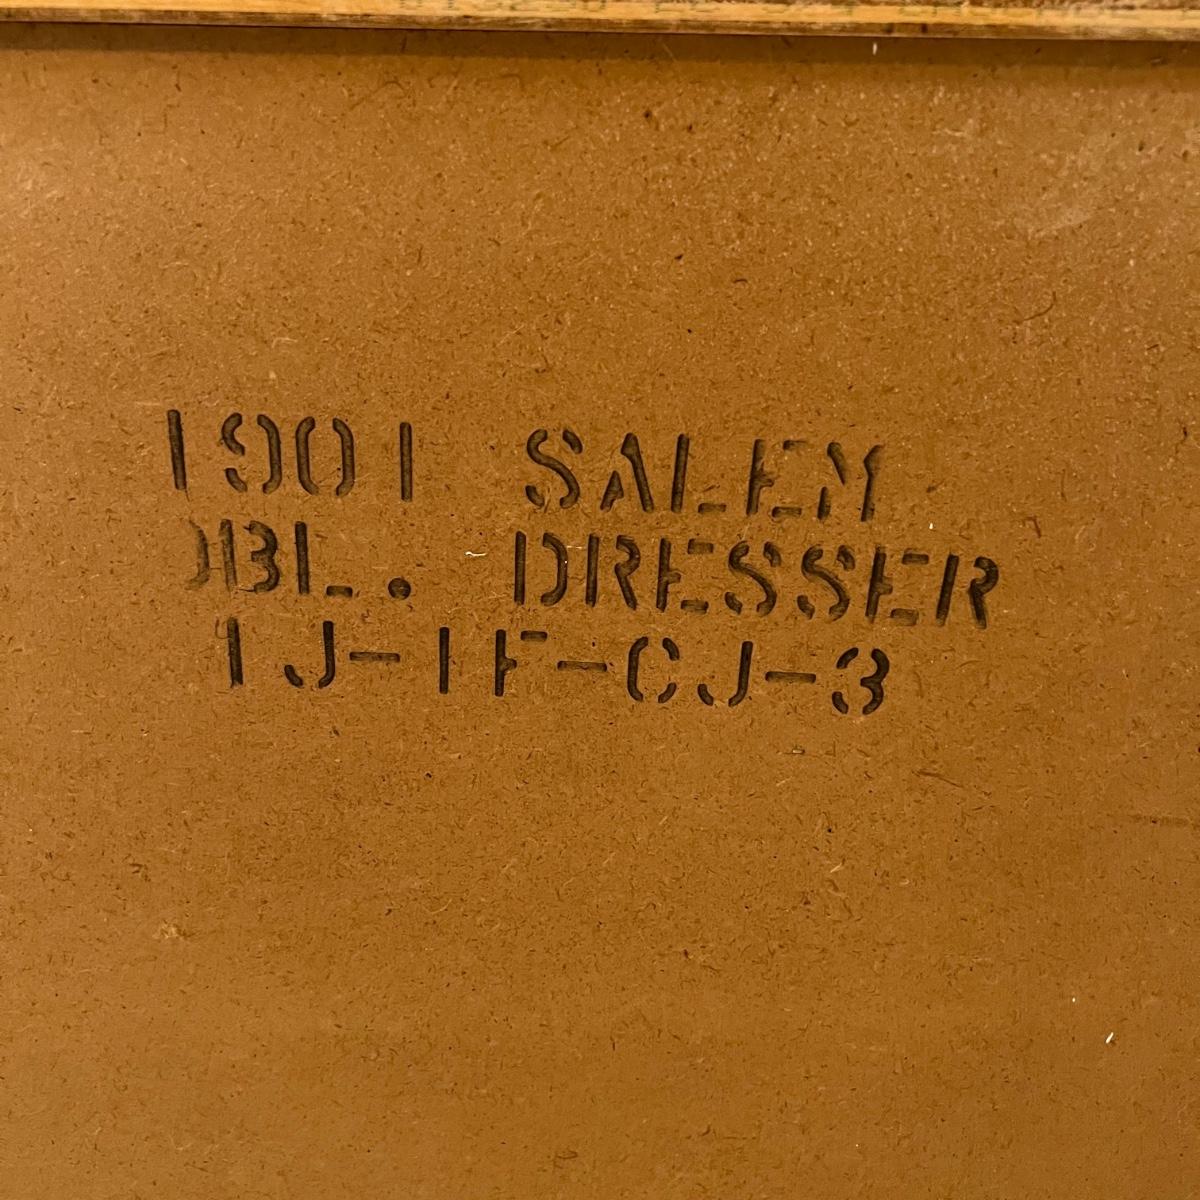 1901 SALEM
DBL. DRESSER
1J-1F-CJ-3